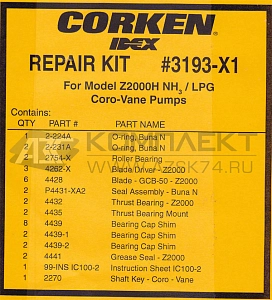 CORKEN
IDEX
REPAIR KIT #3193-X1
For Model Z2000H NH3 / LPG
Coro-Vane Pumps
Contains:
QTY PART # PART NAME
1 2-224A O-ring, Buna N
2 2-231A O-ring, Buna N
2 2754-X Roller Bearing
3 4262-X Blade Driver - Z2000
6 4428 Blade - GCB-50 - Z2000
2 P4431-XA2 Seal Assembly - Buna N
2 4432 Thrust Bearing - Z2000
2 4435 Thrust Bearing Mount
8 4439 Bearing Cap Shim
2 4439-1 Bearing Cap Shim
2 4439-2 Bearing Cap Shim
2 4441 Grease Seal - Z2000
1 99-INS IC100-2 Instruction Sheet IC100-2
1 2270 Shaft Key - Coro - Vane
КОМПЛЕКТ
AZSK74.RU